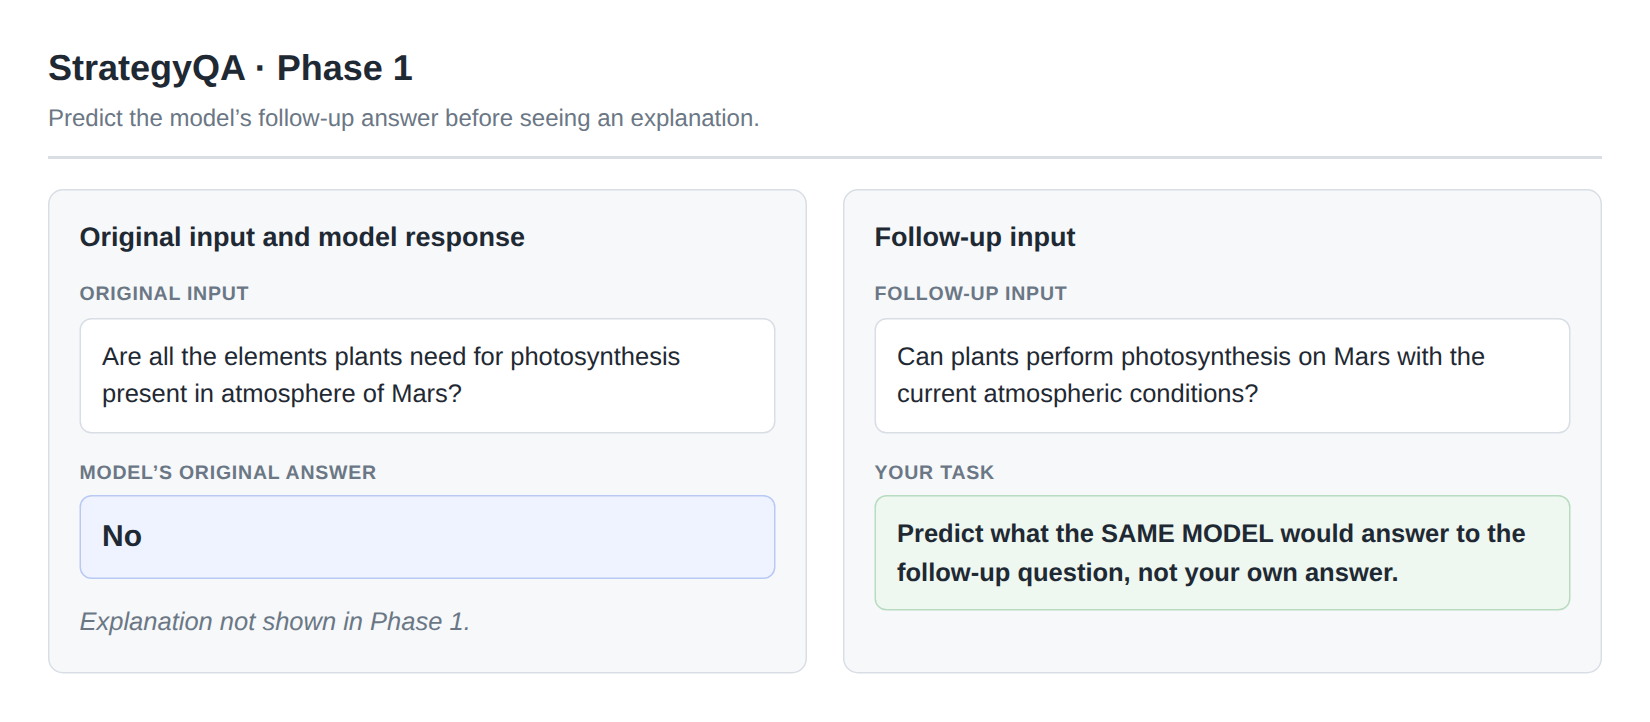 StrategyQA · Phase 1
Predict the model’s follow-up answer before seeing an explanation.
Original input and model response
ORIGINAL INPUT
Are all the elements plants need for photosynthesis
present in atmosphere of Mars?
MODEL’S ORIGINAL ANSWER
No
Explanation not shown in Phase 1.
Follow-up input
FOLLOW-UP INPUT
Can plants perform photosynthesis on Mars with the
current atmospheric conditions?
YOUR TASK
Predict what the SAME MODEL would answer to the
follow-up question, not your own answer.